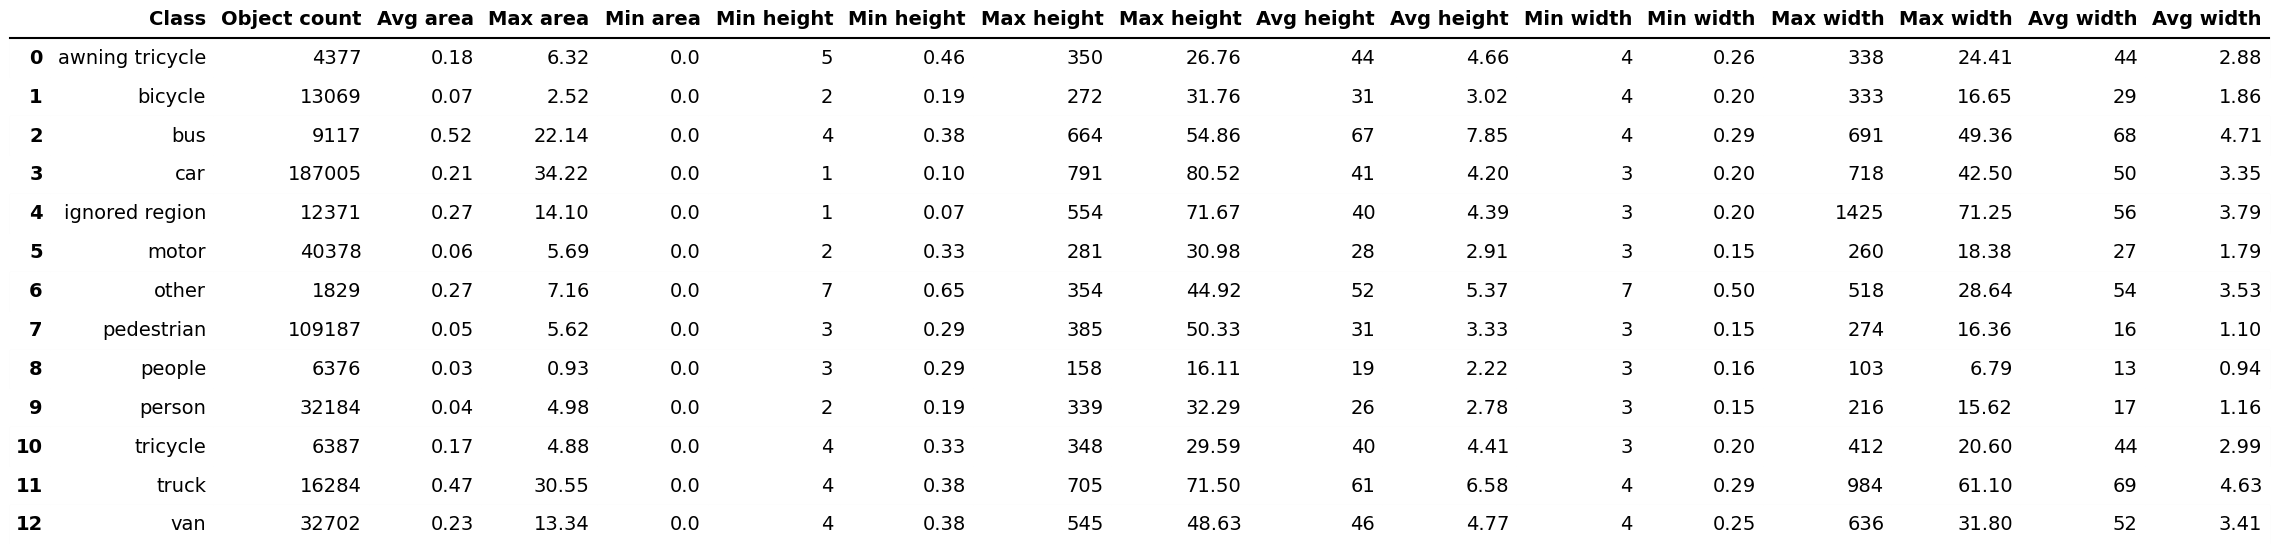 Class Object count Avg area Max area Min area Min height Min height Max height Max height Avg height Avg height Min width Min width Max width Max width Avg width Avg width
0 awning tricycle 4377 0.18 6.32 0.0 5 0.46 350 26.76 44 4.66 4 0.26 338 24.41 44 2.88
1 bicycle 13069 0.07 2.52 0.0 2 0.19 272 31.76 31 3.02 4 0.20 333 16.65 29 1.86
2 bus 9117 0.52 22.14 0.0 4 0.38 664 54.86 67 7.85 4 0.29 691 49.36 68 4.71
3 car 187005 0.21 34.22 0.0 1 0.10 791 80.52 41 4.20 3 0.20 718 42.50 50 3.35
4 ignored region 12371 0.27 14.10 0.0 1 0.07 554 71.67 40 4.39 3 0.20 1425 71.25 56 3.79
5 motor 40378 0.06 5.69 0.0 2 0.33 281 30.98 28 2.91 3 0.15 260 18.38 27 1.79
6 other 1829 0.27 7.16 0.0 7 0.65 354 44.92 52 5.37 7 0.50 518 28.64 54 3.53
7 pedestrian 109187 0.05 5.62 0.0 3 0.29 385 50.33 31 3.33 3 0.15 274 16.36 16 1.10
8 people 6376 0.03 0.93 0.0 3 0.29 158 16.11 19 2.22 3 0.16 103 6.79 13 0.94
9 person 32184 0.04 4.98 0.0 2 0.19 339 32.29 26 2.78 3 0.15 216 15.62 17 1.16
10 tricycle 6387 0.17 4.88 0.0 4 0.33 348 29.59 40 4.41 3 0.20 412 20.60 44 2.99
11 truck 16284 0.47 30.55 0.0 4 0.38 705 71.50 61 6.58 4 0.29 984 61.10 69 4.63
12 van 32702 0.23 13.34 0.0 4 0.38 545 48.63 46 4.77 4 0.25 636 31.80 52 3.41